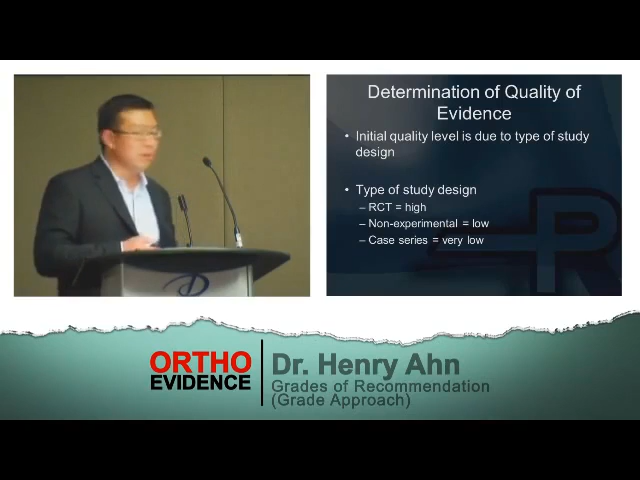 Determination of Quality of
Evidence
• Initial quality level is due to type of study
design
• Type of study design
– RCT = high
– Non-experimental = low
– Case series = very low
ORTHO
EVIDENCE
Dr. Henry Ahn
Grades of Recommendation
(Grade Approach)